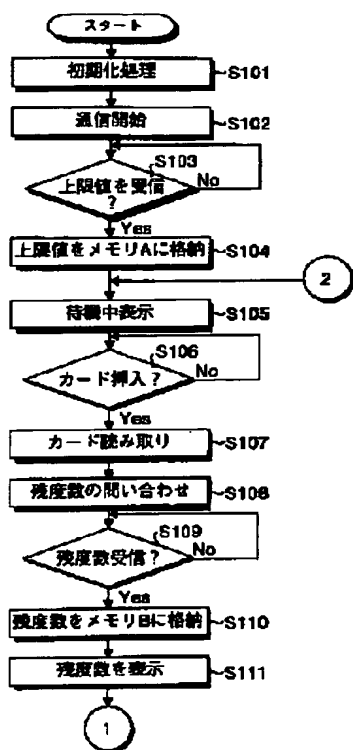 スタート
初期化処理
S101
通信開始
S102
S103
上限値を受信
?
No
Yes
上限値をメモリAに格納
S104
2
待機中表示
S105
S106
カード挿入?
No
Yes
カード読み取り
S107
残度数の問い合わせ
S108
S109
残度数受信?
No
Yes
残度数をメモリBに格納
S110
残度数を表示
S111
1